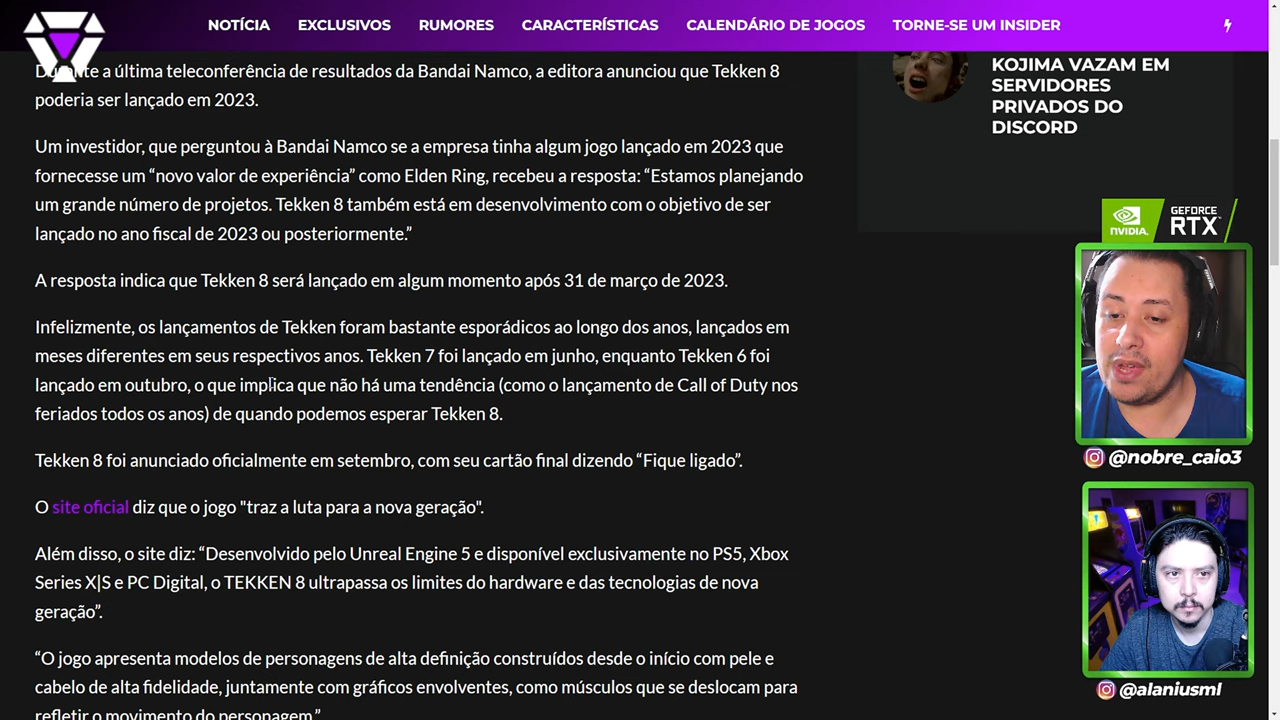 NOTÍCIA EXCLUSIVOS RUMORES CARACTERÍSTICAS CALENDÁRIO DE JOGOS TORNE-SE UM INSIDER
Durante a última teleconferência de resultados da Bandai Namco, a editora anunciou que Tekken 8
poderia ser lançado em 2023.
Um investidor, que perguntou à Bandai Namco se a empresa tinha algum jogo lançado em 2023 que
fornecesse um “novo valor de experiência” como Elden Ring, recebeu a resposta: “Estamos planejando
um grande número de projetos. Tekken 8 também está em desenvolvimento com o objetivo de ser
lançado no ano fiscal de 2023 ou posteriormente.”
A resposta indica que Tekken 8 será lançado em algum momento após 31 de março de 2023.
Infelizmente, os lançamentos de Tekken foram bastante esporádicos ao longo dos anos, lançados em
meses diferentes em seus respectivos anos. Tekken 7 foi lançado em junho, enquanto Tekken 6 foi
lançado em outubro, o que implica que não há uma tendência (como o lançamento de Call of Duty nos
feriados todos os anos) de quando podemos esperar Tekken 8.
Tekken 8 foi anunciado oficialmente em setembro, com seu cartão final dizendo “Fique ligado”.
O site oficial diz que o jogo "traz a luta para a nova geração".
Além disso, o site diz: “Desenvolvido pelo Unreal Engine 5 e disponível exclusivamente no PS5, Xbox
Series X|S e PC Digital, o TEKKEN 8 ultrapassa os limites do hardware e das tecnologias de nova
geração”.
“O jogo apresenta modelos de personagens de alta definição construídos desde o início com pele e
cabelo de alta fidelidade, juntamente com gráficos envolventes, como músculos que se deslocam para
refletir o movimento do personagem.”
KOJIMA VAZAM EM
SERVIDORES
PRIVADOS DO
DISCORD
NVIDIA.
GEFORCE
RTX
@nobre_caio3
@alaniusml